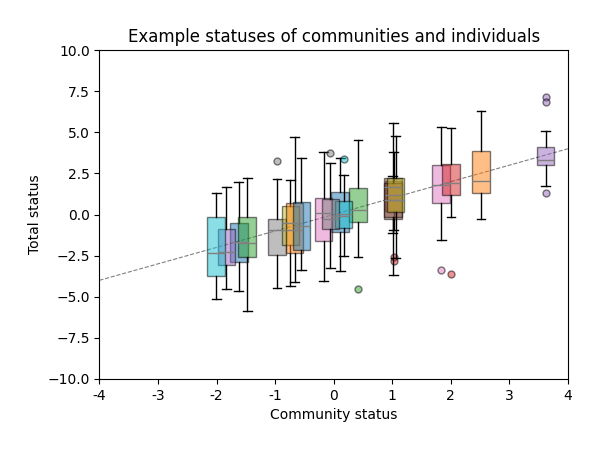 Example statuses of communities and individuals
10.0
7.5
5.0
2.5
0.0
−2.5
−5.0
−7.5
−10.0
Total status
-4 -3 -2 -1 0 1 2 3 4
Community status